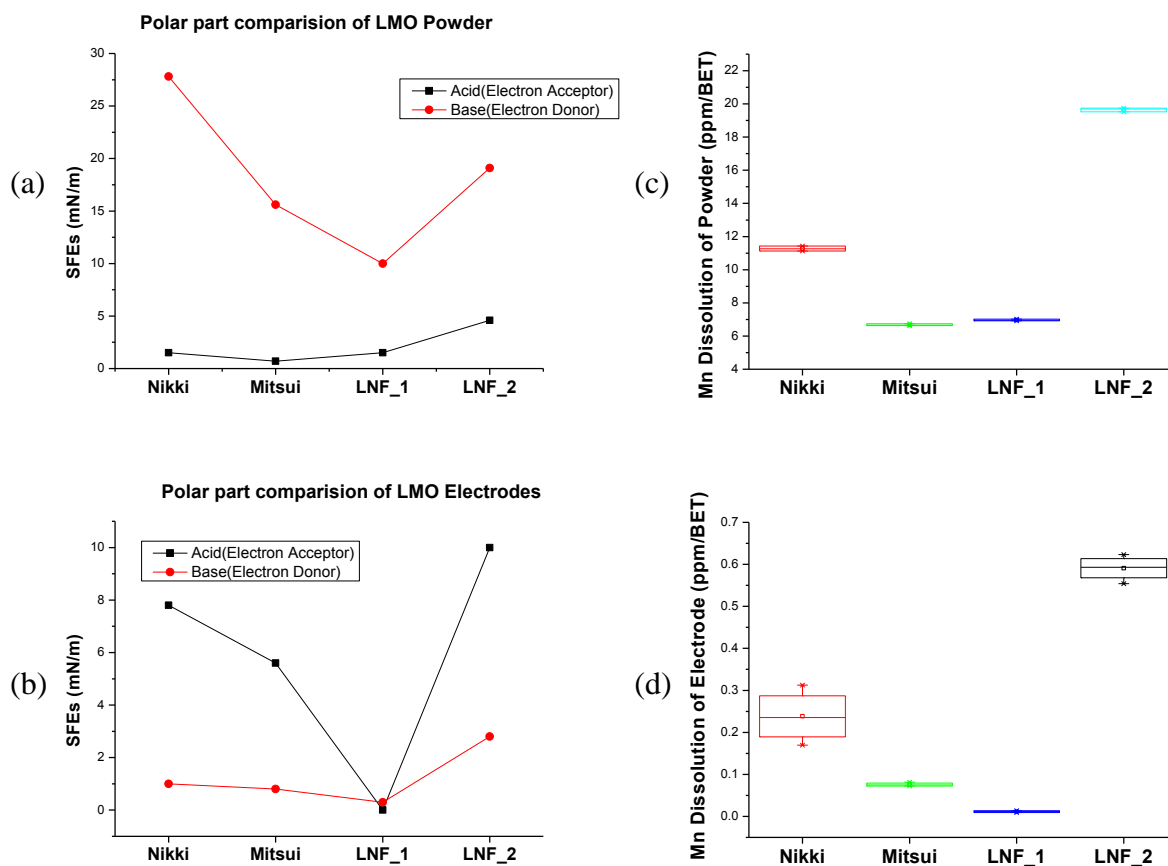 Polar part comparision of LMO Powder
(a)
SFEs (mN/m)
30
25
20
15
10
5
0
Acid(Electron Acceptor)
Base(Electron Donor)
Nikki Mitsui LNF_1 LNF_2
(c)
Mn Dissolution of Powder (ppm/BET)
22
20
18
16
14
12
10
8
6
4
Nikki Mitsui LNF_1 LNF_2
Polar part comparision of LMO Electrodes
(b)
SFEs (mN/m)
10
8
6
4
2
0
Acid(Electron Acceptor)
Base(Electron Donor)
Nikki Mitsui LNF_1 LNF_2
(d)
Mn Dissolution of Electrode (ppm/BET)
0.7
0.6
0.5
0.4
0.3
0.2
0.1
0.0
Nikki Mitsui LNF_1 LNF_2